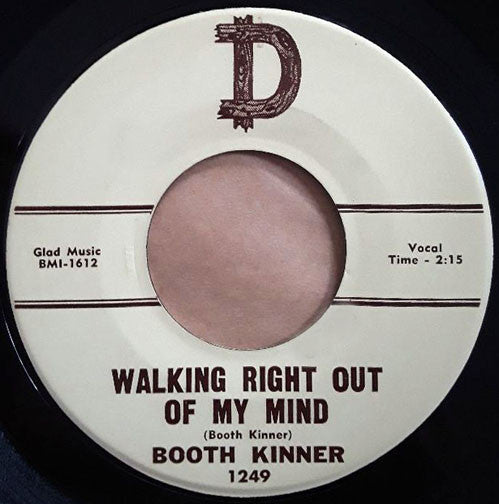 D
Glad Music
BMI-1612
Vocal
Time - 2:15
WALKING RIGHT OUT
OF MY MIND
(Booth Kinner)
BOOTH KINNER
1249